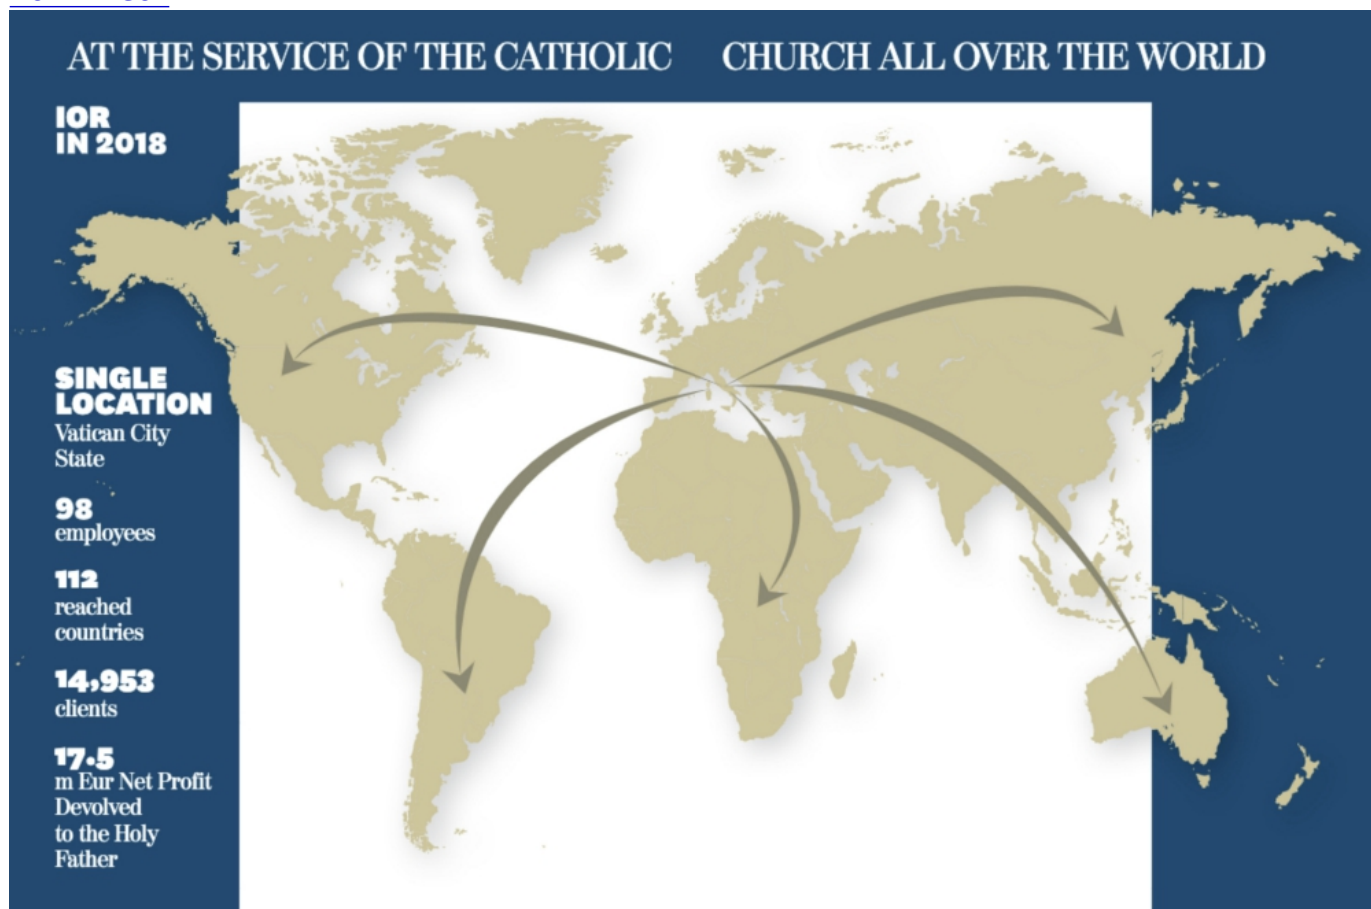 AT THE SERVICE OF THE CATHOLIC CHURCH ALL OVER THE WORLD
IOR
IN 2018
SINGLE
LOCATION
Vatican City
State
98
employees
112
reached
countries
14,953
clients
17.5
m Eur Net Profit
Devolved
to the Holy
Father